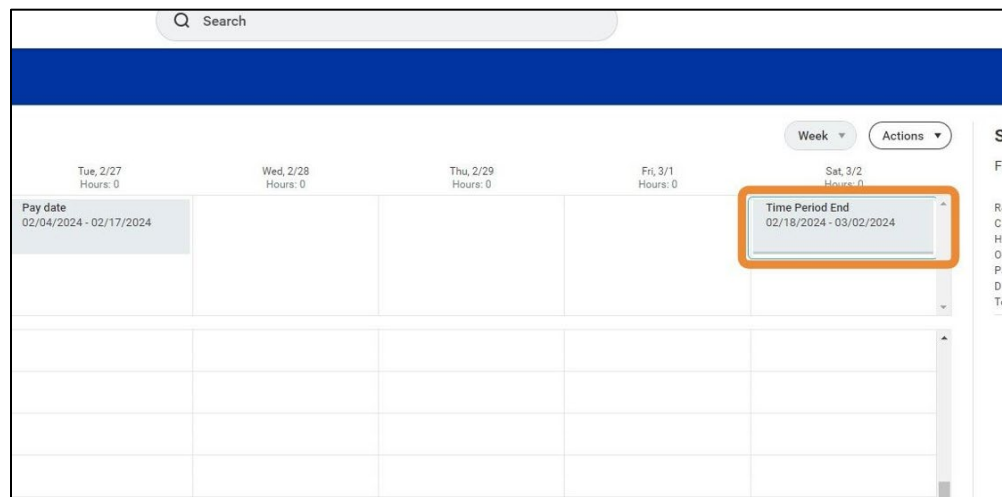 Search
Week
Actions
Tue, 2/27
Hours: 0
Wed, 2/28
Hours: 0
Thu, 2/29
Hours: 0
Fri, 3/1
Hours: 0
Sat, 3/2
Hours: 0
Pay date
02/04/2024 - 02/17/2024
Time Period End
02/18/2024 - 03/02/2024